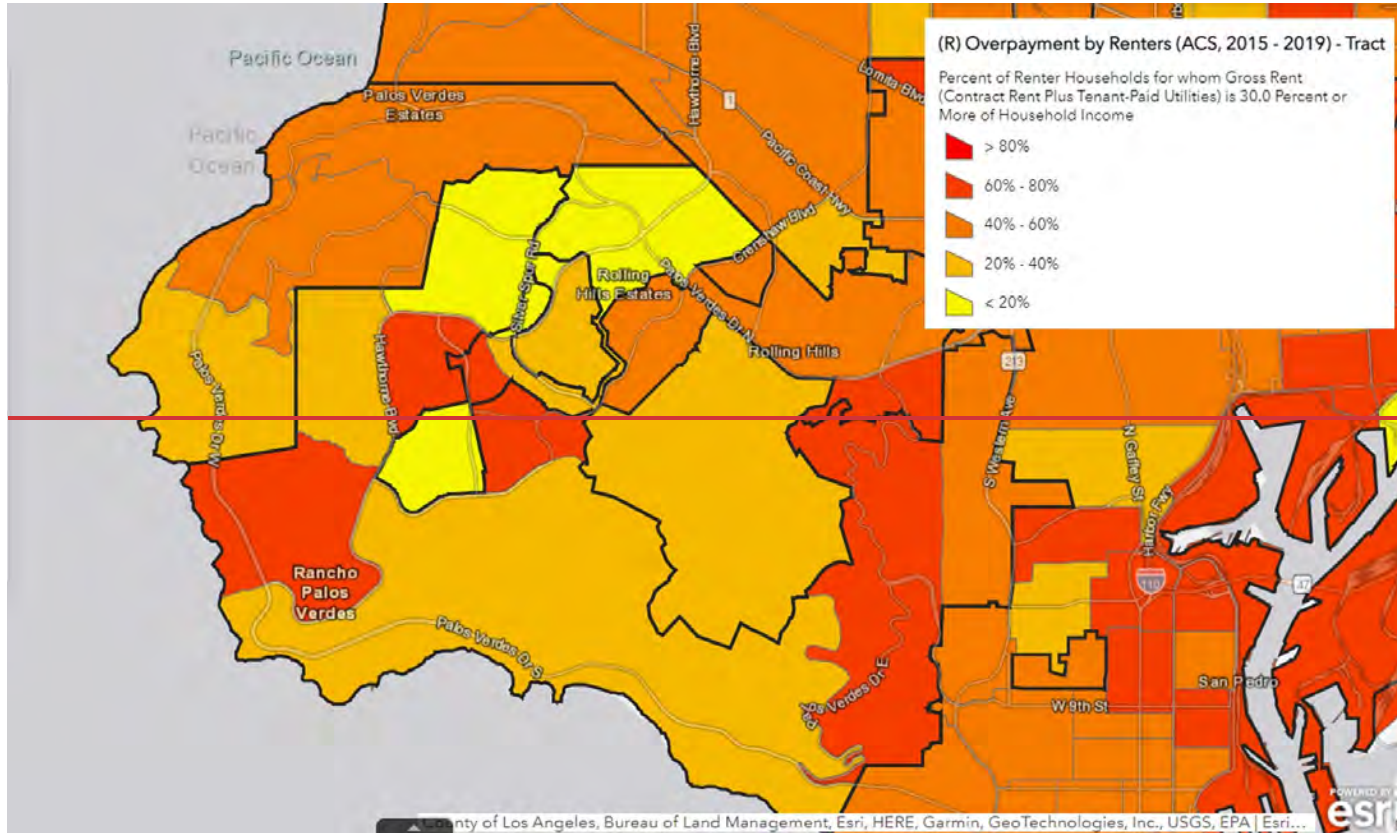 (R) Overpayment by Renters (ACS, 2015 - 2019) - Tract
Percent of Renter Households for whom Gross Rent
(Contract Rent Plus Tenant-Paid Utilities) is 30.0 Percent or
More of Household Income
> 80%
60% - 80%
40% - 60%
20% - 40%
< 20%
Pacific Ocean
Hawthorne Blvd
Lomita Blvd
Palos Verdes
Estates
1
Pacific
Ocean
Pacific Coast Hwy
Crenshaw Blvd
Silver Spur Rd
Rolling
Hills Estates
Palos Verdes Dr N
Rolling Hills
213
Hawthorne Blvd
Palos Verdes Dr W
S Western Ave
N Gaffey St
Harbor Fwy
110
47
Rancho
Palos
Verdes
Palos Verdes Dr S
Palos Verdes Dr E
San Pedro
W 9th St
County of Los Angeles, Bureau of Land Management, Esri, HERE, Garmin, GeoTechnologies, Inc., USGS, EPA | Esri...
POWERED BY
esri